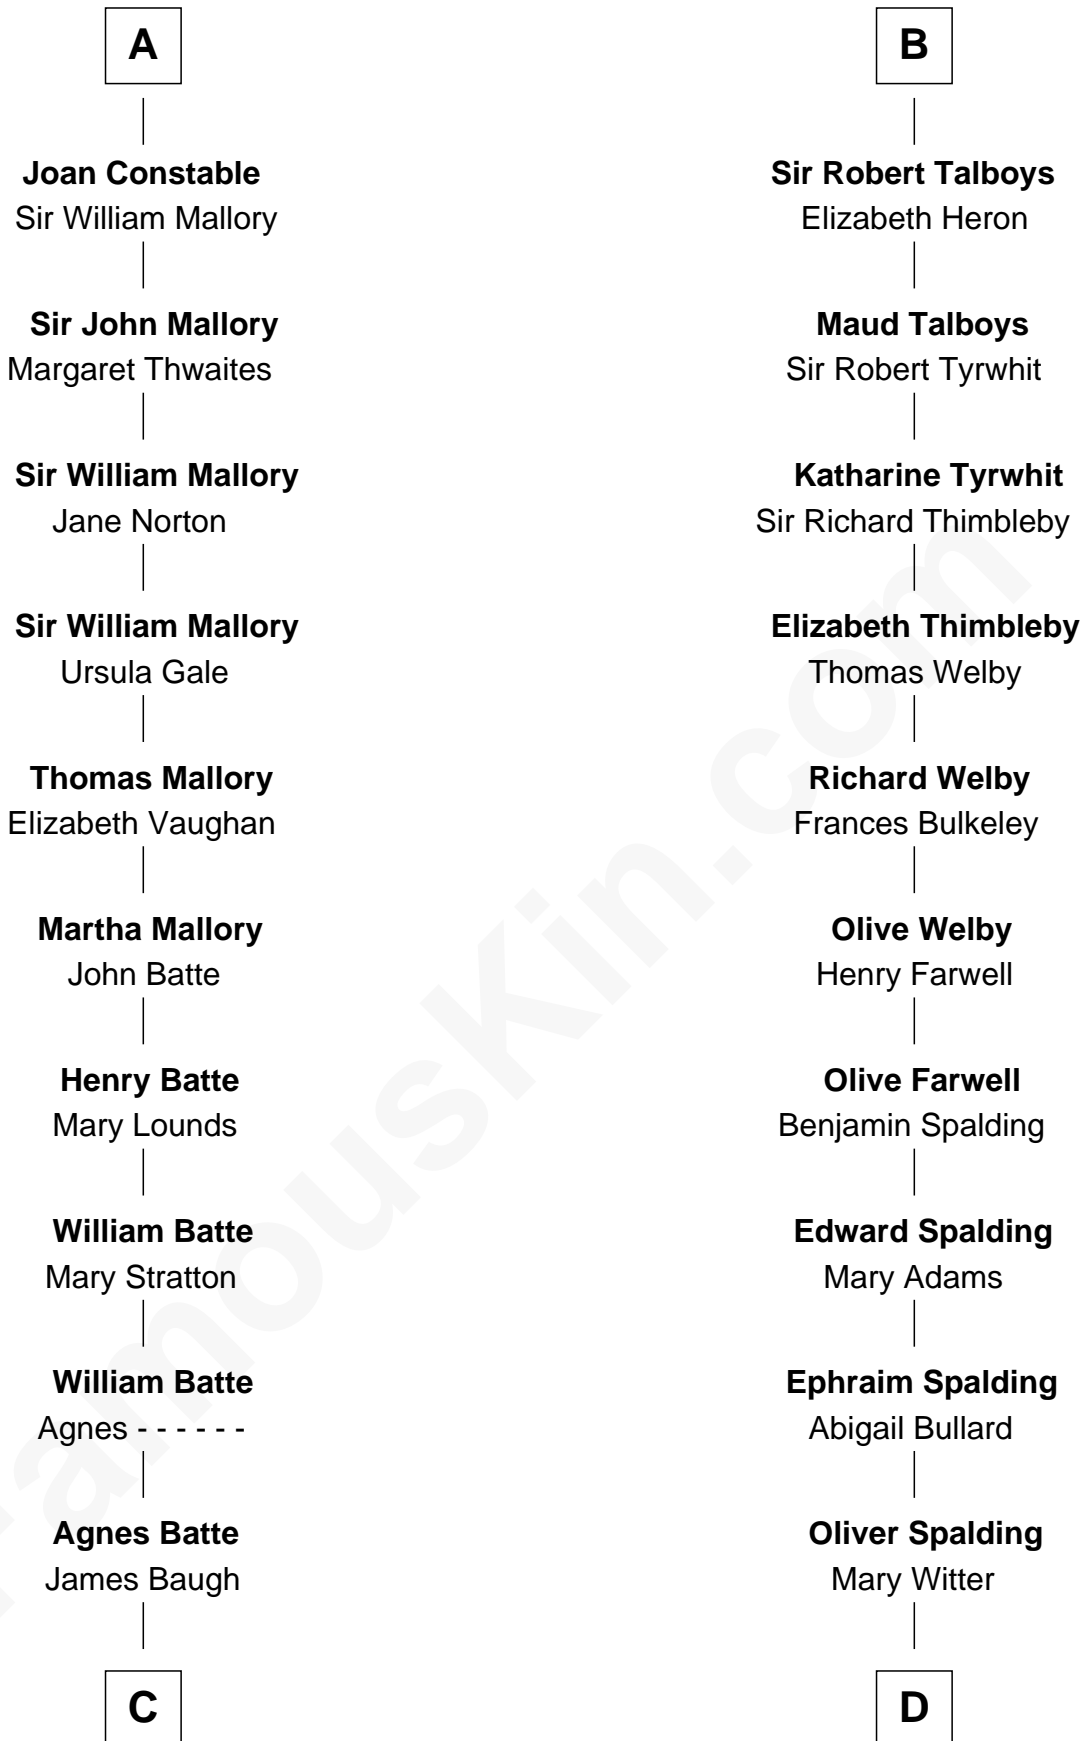 A
Joan Constable
Sir William Mallory
Sir John Mallory
Margaret Thwaites
Sir William Mallory
Jane Norton
Sir William Mallory
Ursula Gale
Thomas Mallory
Elizabeth Vaughan
Martha Mallory
John Batte
Henry Batte
Mary Lounds
William Batte
Mary Stratton
William Batte
Agnes - - - - - -
Agnes Batte
James Baugh
C
B
Sir Robert Talboys
Elizabeth Heron
Maud Talboys
Sir Robert Tyrwhit
Katharine Tyrwhit
Sir Richard Thimbleby
Elizabeth Thimbleby
Thomas Welby
Richard Welby
Frances Bulkeley
Olive Welby
Henry Farwell
Olive Farwell
Benjamin Spalding
Edward Spalding
Mary Adams
Ephraim Spalding
Abigail Bullard
Oliver Spalding
Mary Witter
D
FamousKin.com